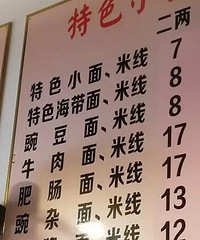 特色小
二两
特色小面、米线 7
特色海带面、米线 8
豌豆面、米线 8
牛肉面、米线 17
肥肠面、米线 17
豌杂面、米线 13
12